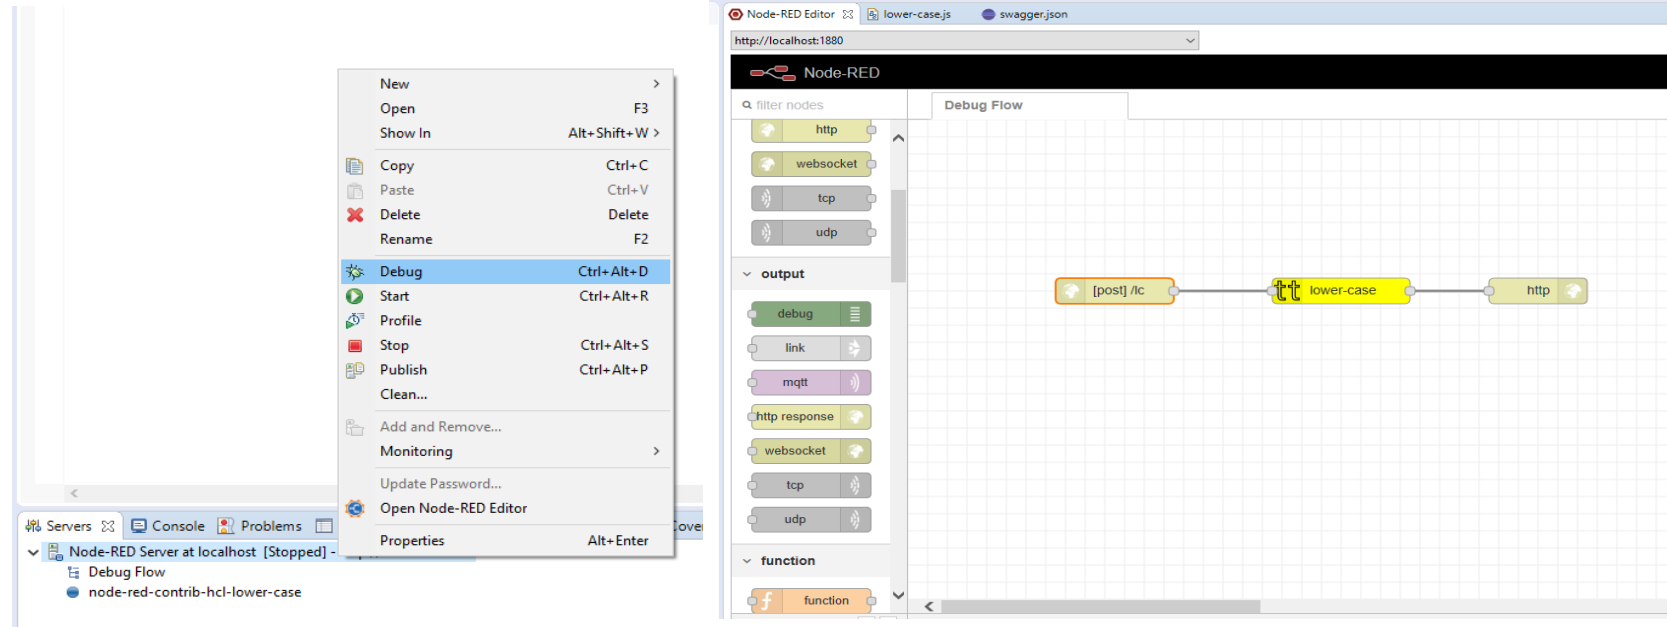 New
Open F3
Show In Alt+Shift+W
Copy Ctrl+C
Paste Ctrl+V
Delete Delete
Rename F2
Debug Ctrl+Alt+D
Start Ctrl+Alt+R
Profile
Stop Ctrl+Alt+S
Publish Ctrl+Alt+P
Clean...
Add and Remove...
Monitoring
Update Password...
Open Node-RED Editor
Properties Alt+Enter
Servers Console Problems
Node-RED Server at localhost [Stopped] -
Debug Flow
node-red-contrib-hcl-lower-case
Node-RED Editor lower-case.js swagger.json
http://localhost:1880
Node-RED
filter nodes
Debug Flow
http
websocket
tcp
udp
output
debug
link
mqtt
http response
websocket
tcp
udp
function
function
[post] /lc
tt lower-case
http